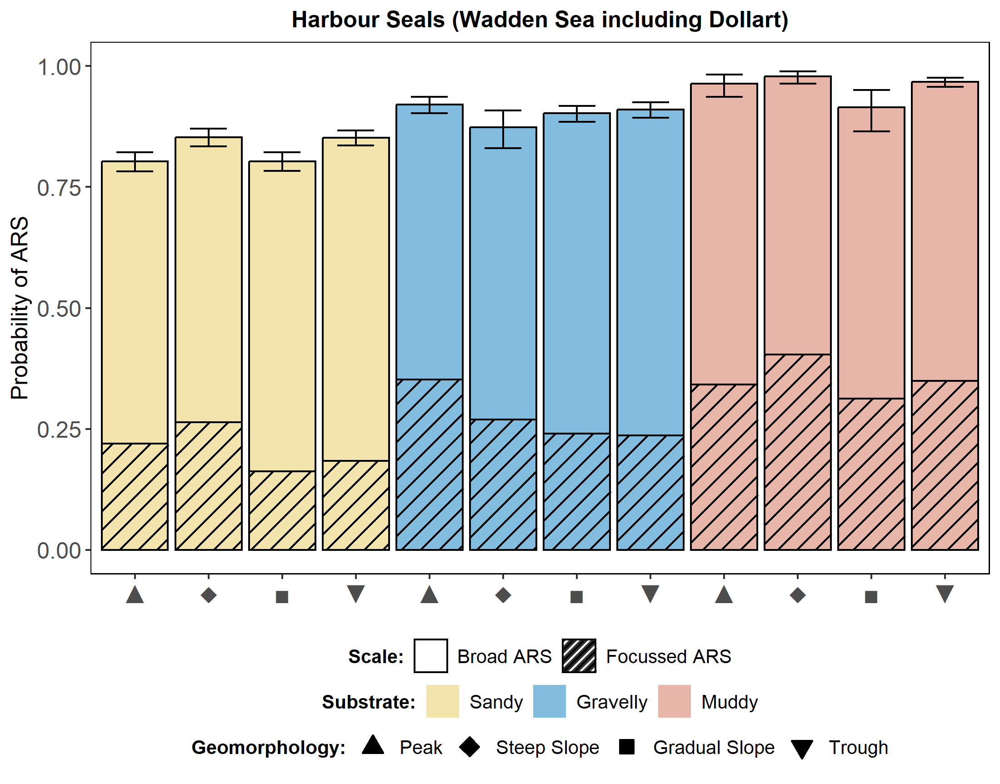 Harbour Seals (Wadden Sea including Dollart)
Probability of ARS
1.00
0.75
0.50
0.25
0.00
Scale: Broad ARS Focussed ARS
Substrate: Sandy Gravelly Muddy
Geomorphology: Peak Steep Slope Gradual Slope Trough